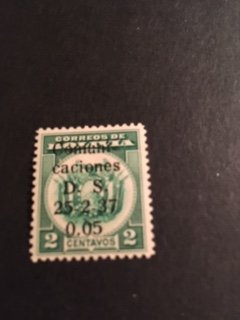 CORREOS DE
Comuni-
caciones
D. S.
25-2-37
0.05
2 CENTAVOS 2